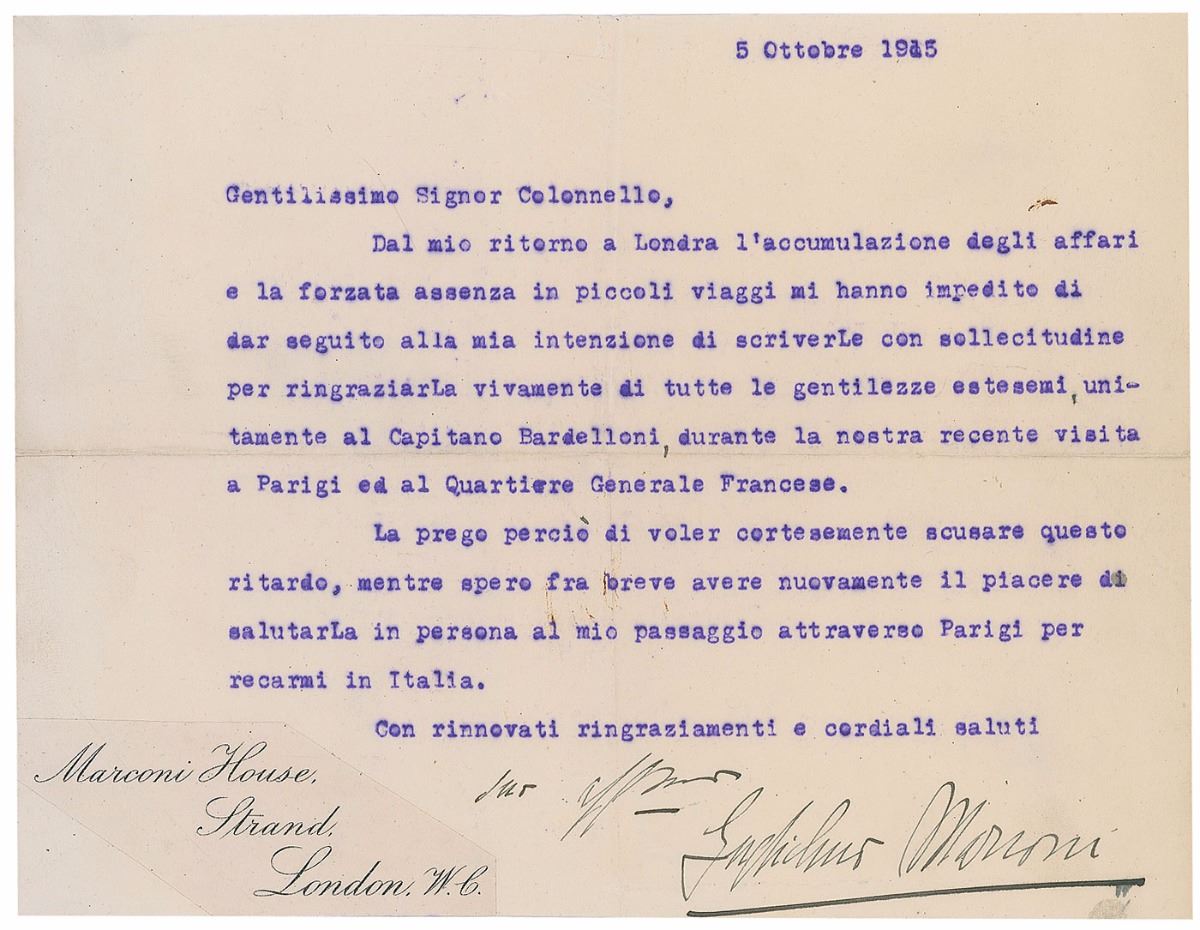 5 Ottobre 1915
Gentilissimo Signor Colonnello,
Dal mio ritorno a Londra l'accumulazione degli affari
e la forzata assenza in piccoli viaggi mi hanno impedito di
dar seguito alla mia intenzione di scriverLe con sollecitudine
per ringraziarLa vivamente di tutte le gentilezze estesemi, uni-
tamente al Capitano Bardelloni, durante la nostra recente visita
a Parigi ed al Quartiere Generale Francese.
La prego perciò di voler cortesemente scusare questo
ritardo, mentre spero fra breve avere nuovamente il piacere di
salutarLa in persona al mio passaggio attraverso Parigi per
recarmi in Italia.
Con rinnovati ringraziamenti e cordiali saluti
suo affmo
Guglielmo Marconi
Marconi House,
Strand,
London, W.C.